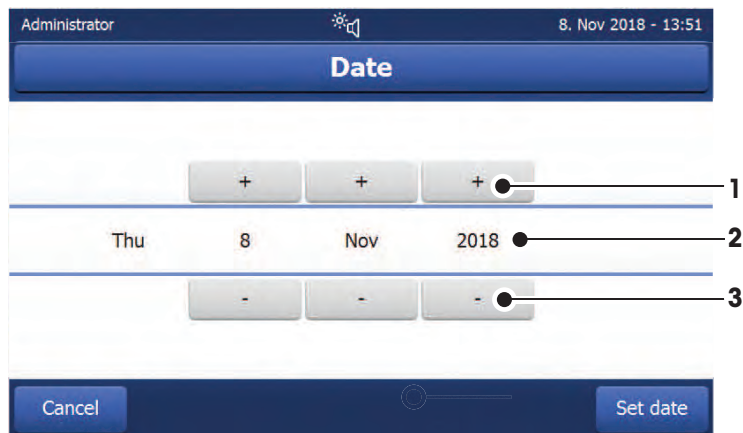 Administrator 8. Nov 2018 - 13:51
Date
+ + + 1
Thu 8 Nov 2018 2
- - - 3
Cancel Set date